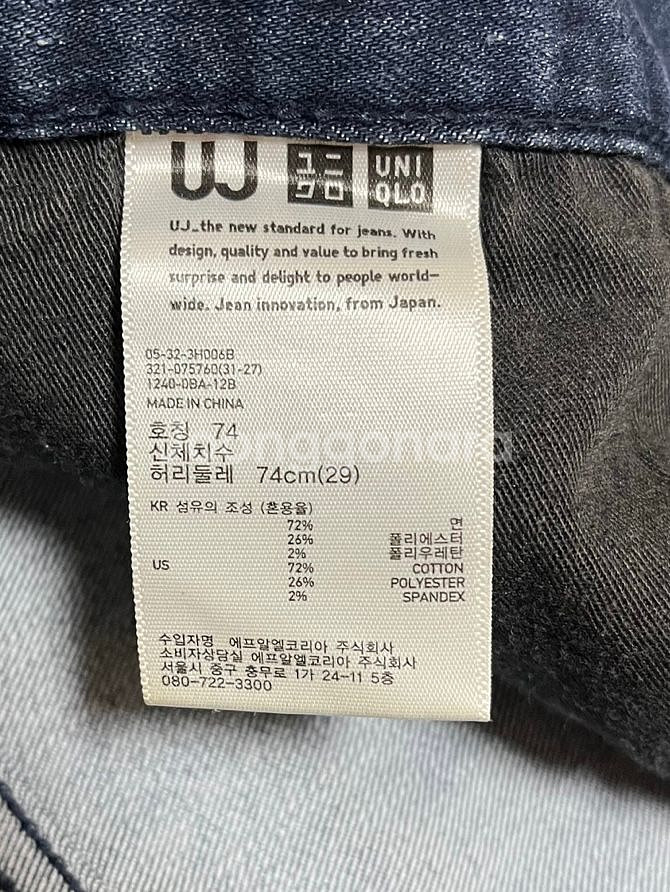 UJ
ユニ
クロ
UNI
QLO
UJ_the new standard for jeans. With
design, quality and value to bring fresh
surprise and delight to people world-
wide. Jean innovation, from Japan.
05-32-3H006B
321-075760(31-27)
1240-0BA-12B
MADE IN CHINA
호칭 74
신체치수
허리둘레 74cm(29)
KR 섬유의 조성 (혼용율)
72% 면
26% 폴리에스터
2% 폴리우레탄
US 72% COTTON
26% POLYESTER
2% SPANDEX
수입자명 에프알엘코리아 주식회사
소비자상담실 에프알엘코리아 주식회사
서울시 중구 충무로 1가 24-11 5층
080-722-3300